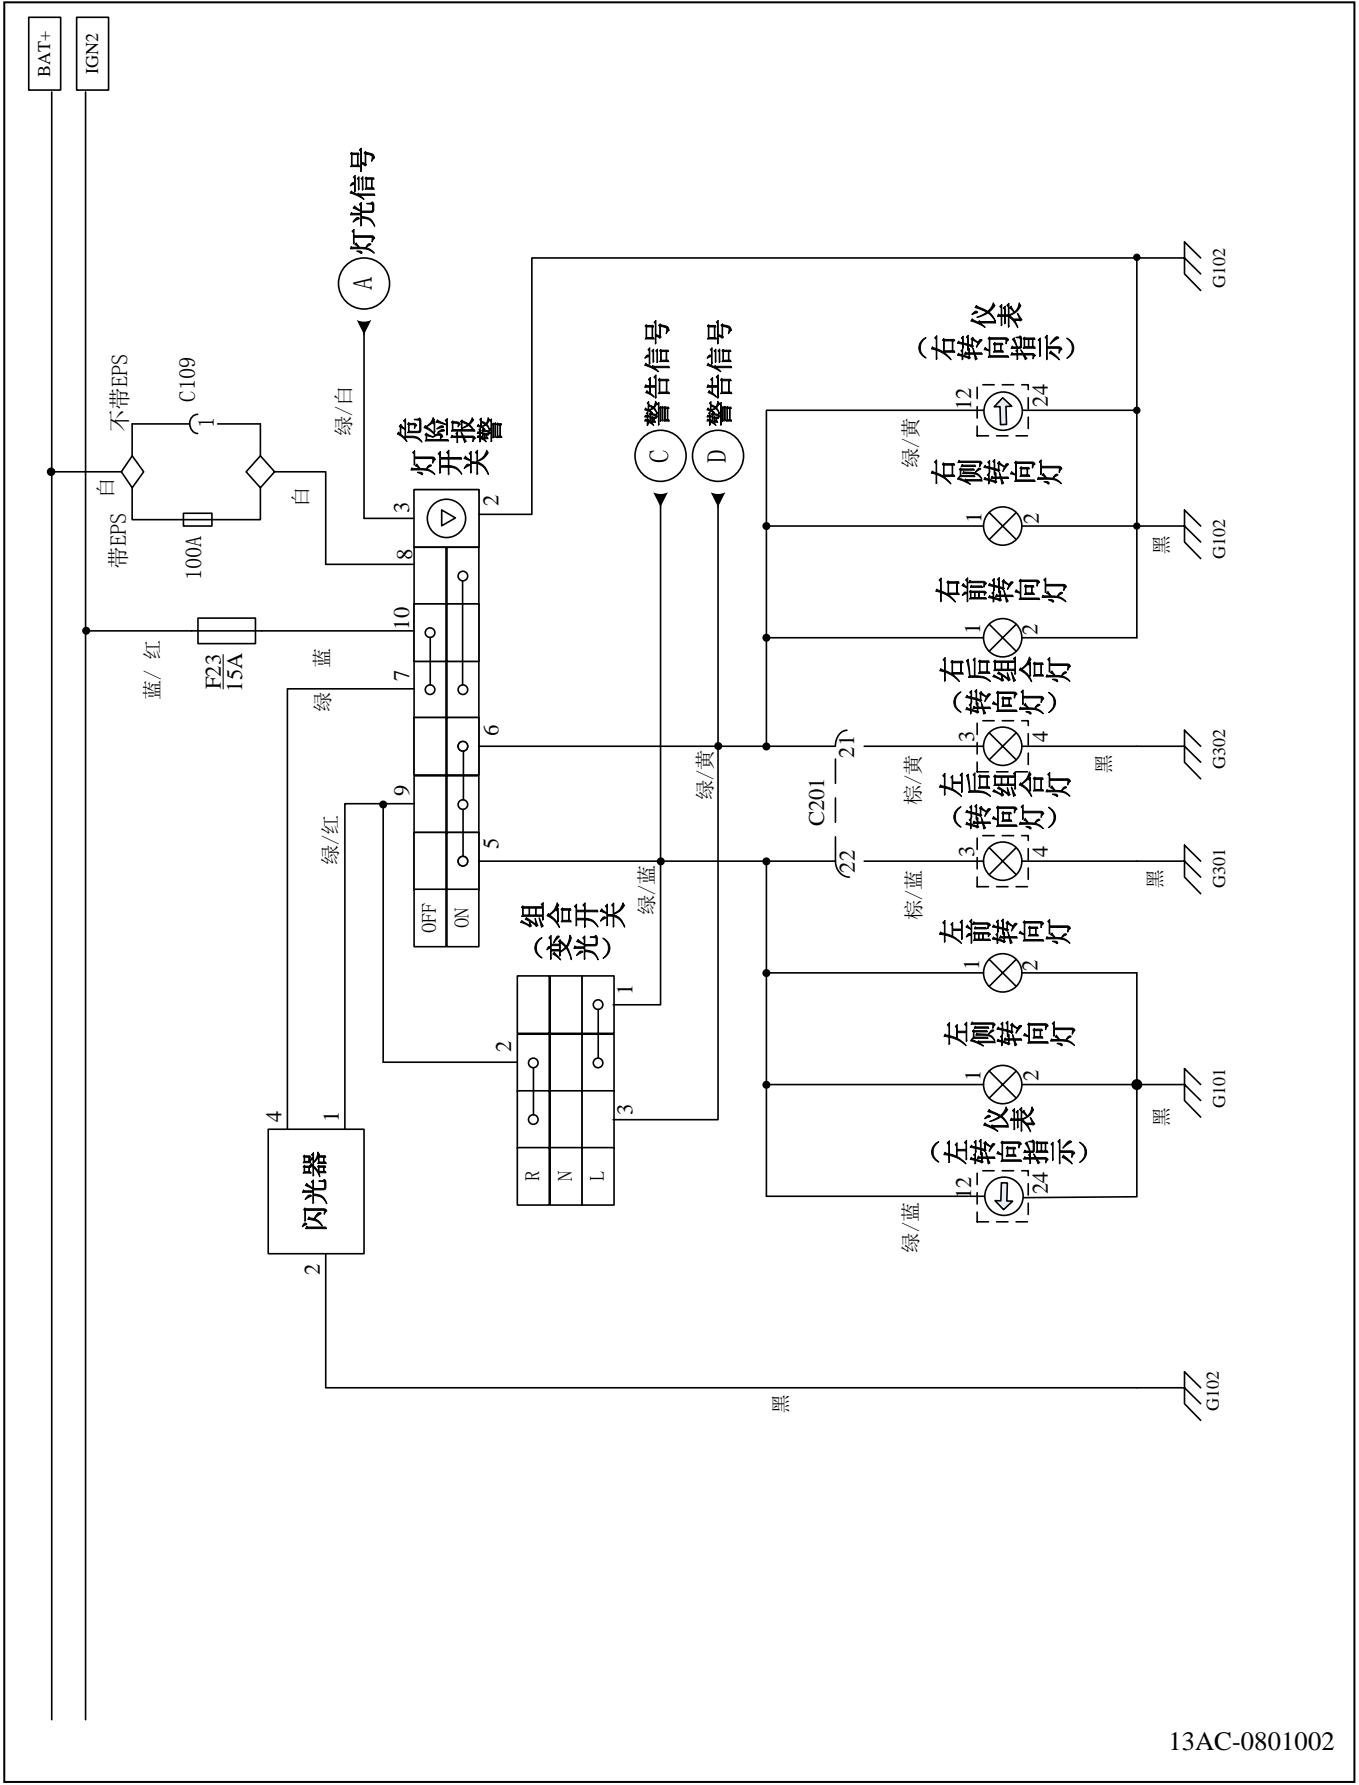 BAT+
IGN2
不带EPS
C109
1
白
带EPS
100A
白
A
灯光信号
绿/白
蓝/ 红
F23
15A
蓝
绿
危险报警
灯开关
3
2
8
10
7
6
9
5
OFF
ON
绿/红
闪光器
4
1
2
组合开关
(变光)
2
1
3
R
N
L
C
警告信号
D
警告信号
绿/黄
绿/蓝
C201
21
22
绿/黄
仪表
(右转向指示)
12
24
右侧转向灯
1
2
右前转向灯
1
2
右后组合灯
(转向灯)
棕/黄
3
4
左后组合灯
(转向灯)
棕/蓝
3
4
左前转向灯
1
2
左侧转向灯
1
2
仪表
(左转向指示)
绿/蓝
12
24
G102
黑
G102
黑
G302
黑
G301
黑
G101
黑
G102
13AC-0801002